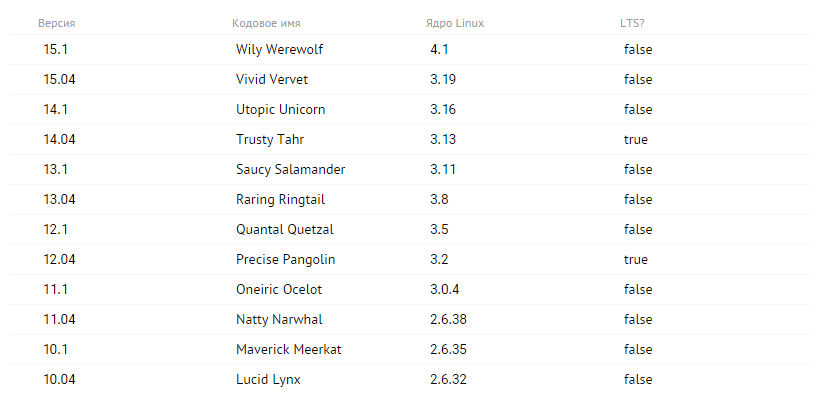 Версия Кодовое имя Ядро Linux LTS?
15.1 Wily Werewolf 4.1 false
15.04 Vivid Vervet 3.19 false
14.1 Utopic Unicorn 3.16 false
14.04 Trusty Tahr 3.13 true
13.1 Saucy Salamander 3.11 false
13.04 Raring Ringtail 3.8 false
12.1 Quantal Quetzal 3.5 false
12.04 Precise Pangolin 3.2 true
11.1 Oneiric Ocelot 3.0.4 false
11.04 Natty Narwhal 2.6.38 false
10.1 Maverick Meerkat 2.6.35 false
10.04 Lucid Lynx 2.6.32 false